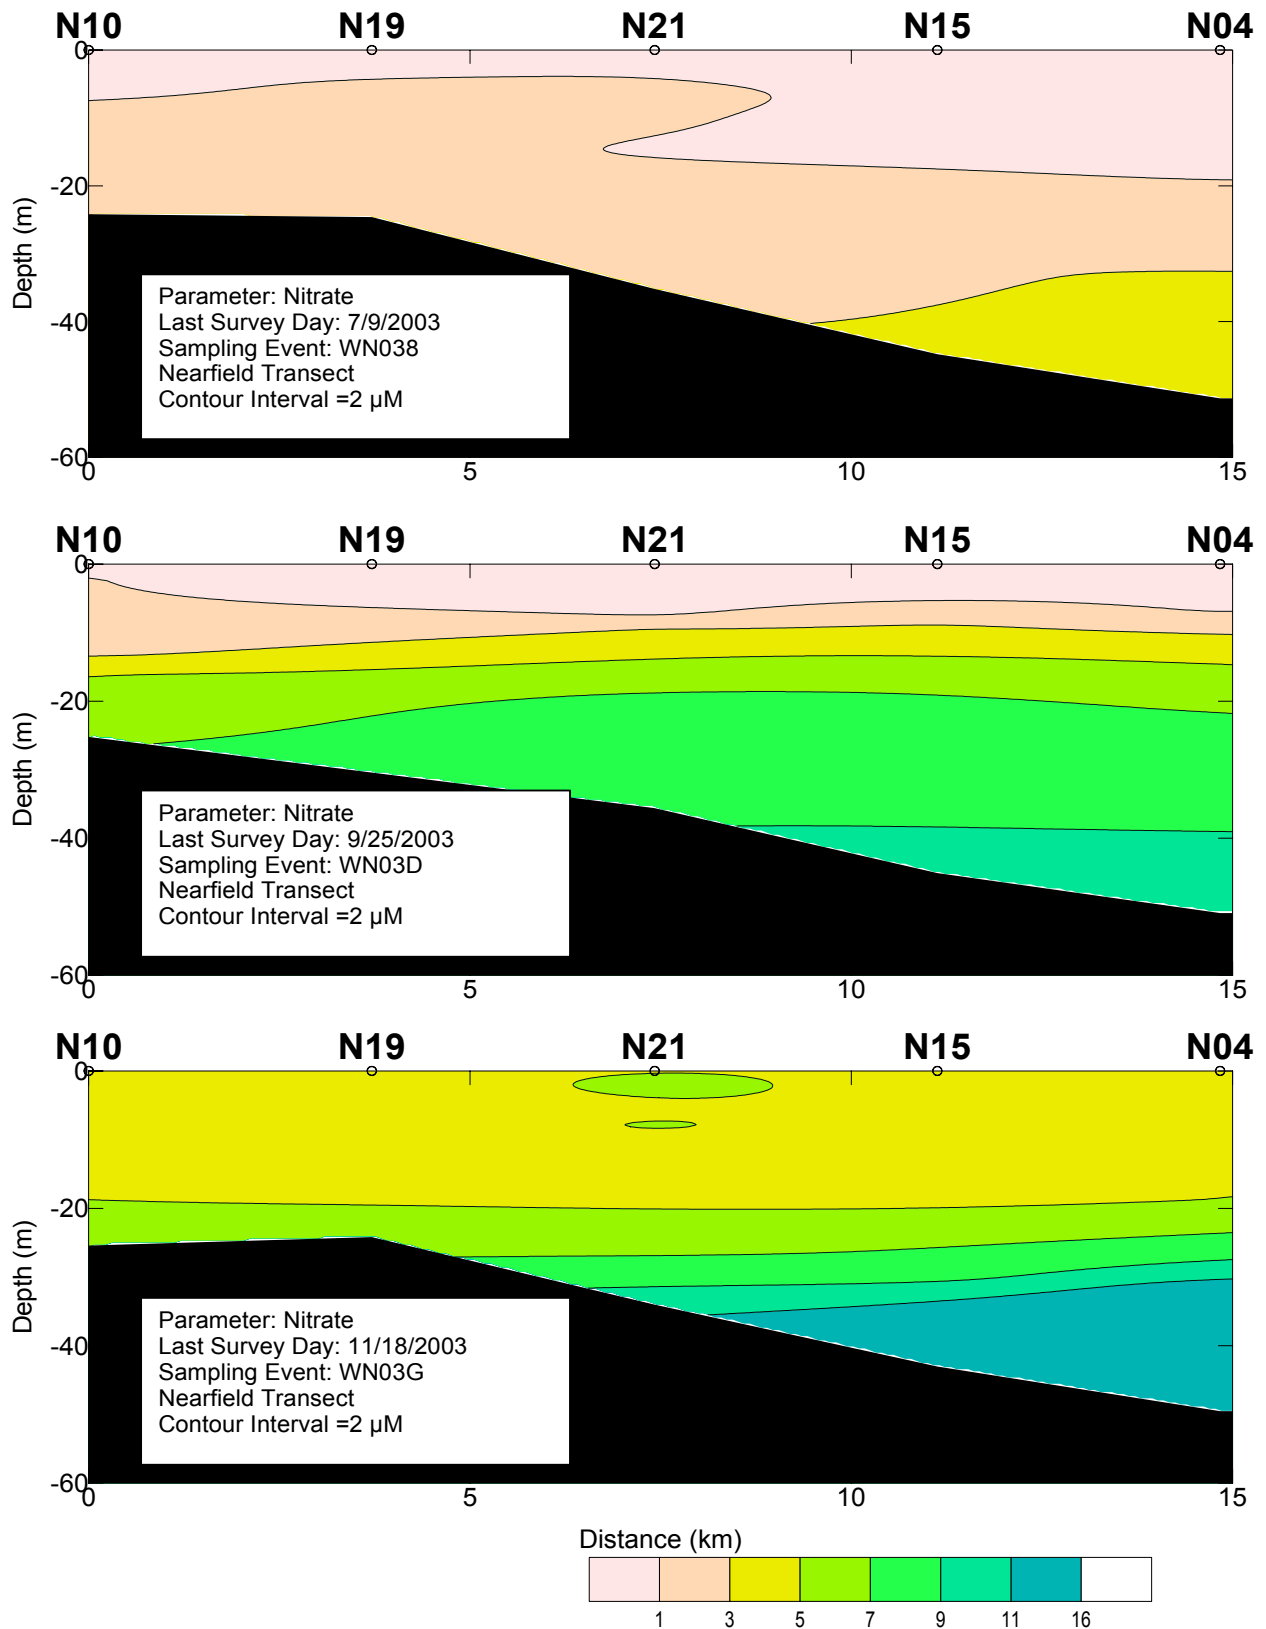 N10 N19 N21 N15 N04
0
-20
-40
-60
Depth (m)
Parameter: Nitrate
Last Survey Day: 7/9/2003
Sampling Event: WN038
Nearfield Transect
Contour Interval =2 µM
0 5 10 15
N10 N19 N21 N15 N04
0
-20
-40
-60
Depth (m)
Parameter: Nitrate
Last Survey Day: 9/25/2003
Sampling Event: WN03D
Nearfield Transect
Contour Interval =2 µM
0 5 10 15
N10 N19 N21 N15 N04
0
-20
-40
-60
Depth (m)
Parameter: Nitrate
Last Survey Day: 11/18/2003
Sampling Event: WN03G
Nearfield Transect
Contour Interval =2 µM
0 5 10 15
Distance (km)
1 3 5 7 9 11 16